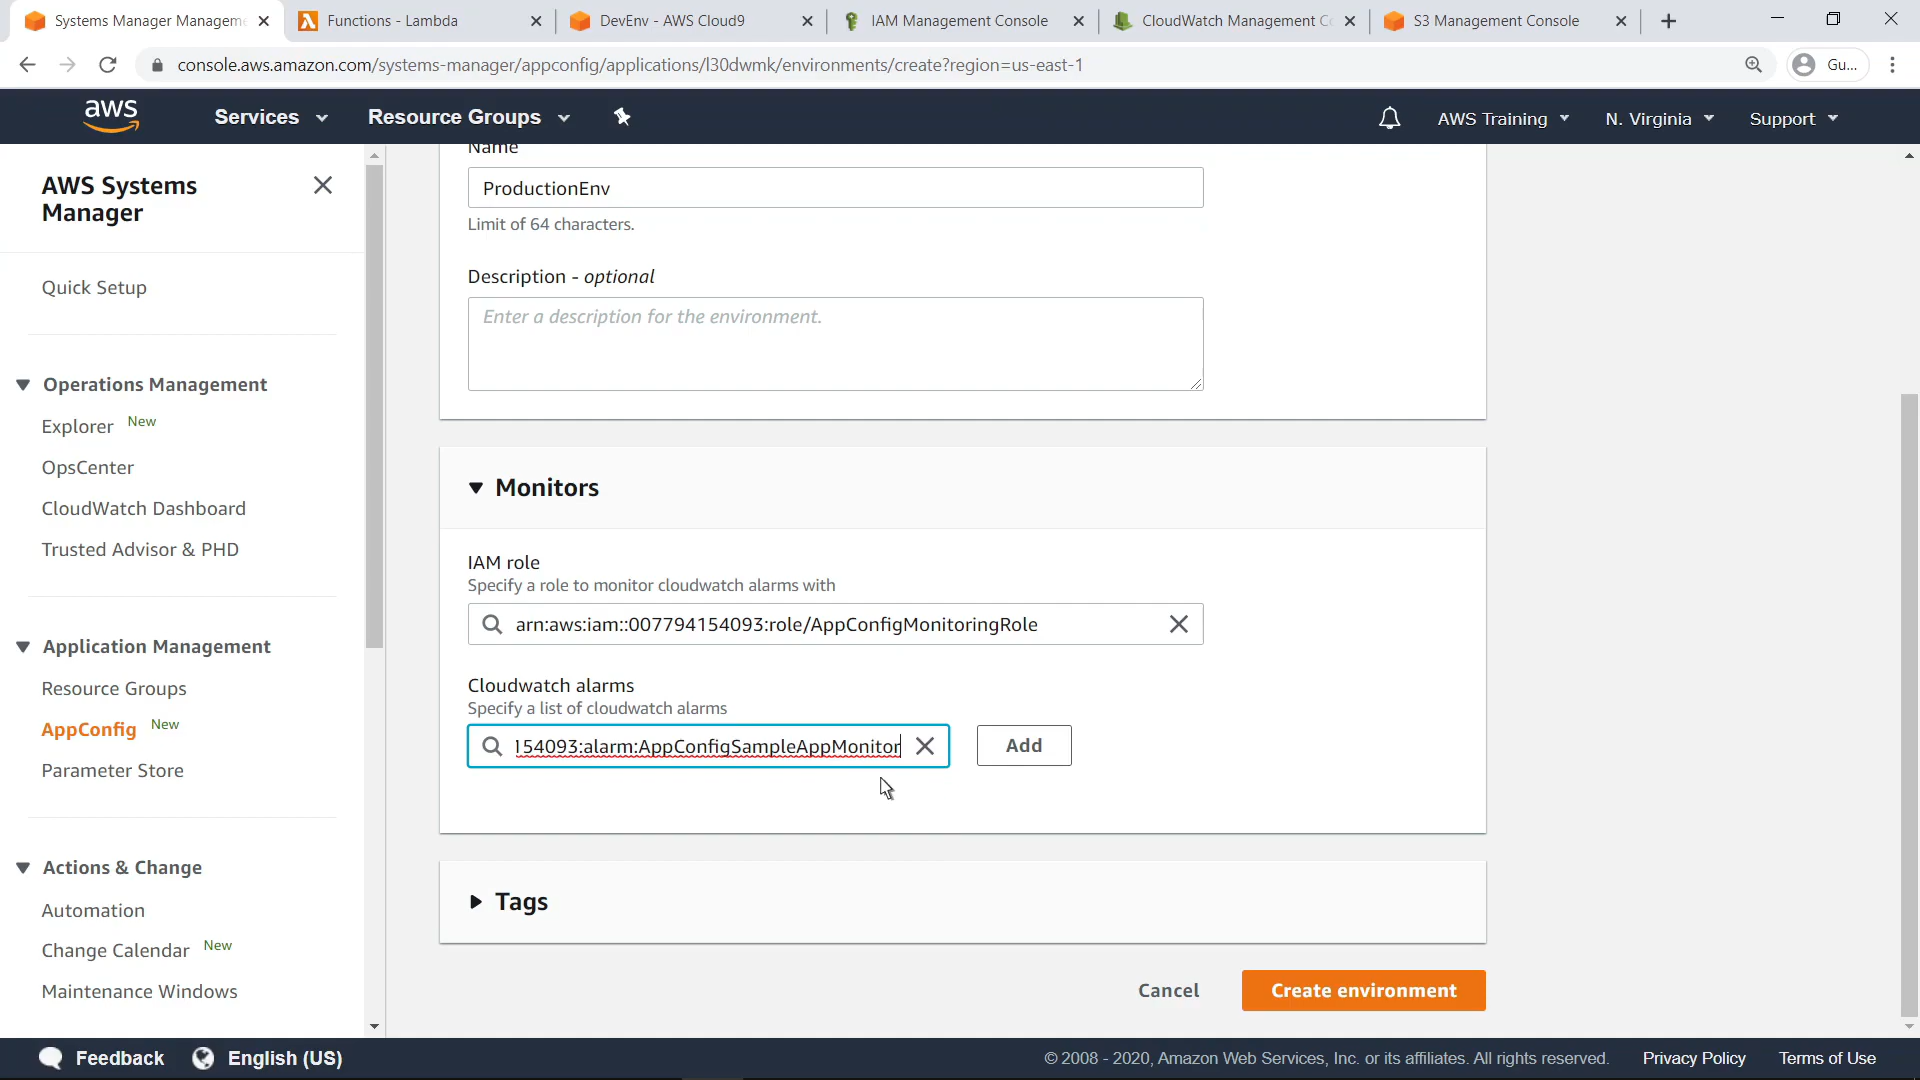 Systems Manager Manageme
Functions - Lambda
DevEnv - AWS Cloud9
IAM Management Console
CloudWatch Management Co
S3 Management Console
console.aws.amazon.com/systems-manager/appconfig/applications/l30dwmk/environments/create?region=us-east-1
Gu...
aws
Services
Resource Groups
AWS Training
N. Virginia
Support
AWS Systems
Manager
Quick Setup
Operations Management
Explorer New
OpsCenter
CloudWatch Dashboard
Trusted Advisor & PHD
Application Management
Resource Groups
AppConfig New
Parameter Store
Actions & Change
Automation
Change Calendar New
Maintenance Windows
Name
ProductionEnv
Limit of 64 characters.
Description - optional
Enter a description for the environment.
Monitors
IAM role
Specify a role to monitor cloudwatch alarms with
arn:aws:iam::007794154093:role/AppConfigMonitoringRole
Cloudwatch alarms
Specify a list of cloudwatch alarms
154093:alarm:AppConfigSampleAppMonitor
Add
Tags
Cancel
Create environment
Feedback
English (US)
© 2008 - 2020, Amazon Web Services, Inc. or its affiliates. All rights reserved.
Privacy Policy
Terms of Use